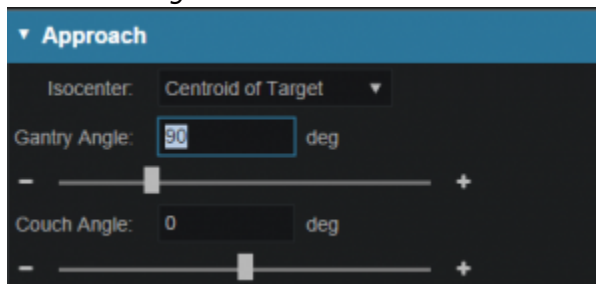 Approach
Isocenter: Centroid of Target
Gantry Angle: 90 deg
- +
Couch Angle: 0 deg
- +